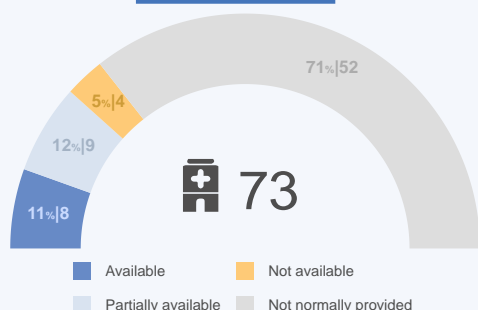 71%|52
5%|4
12%|9
11%|8
73
Available
Not available
Partially available
Not normally provided